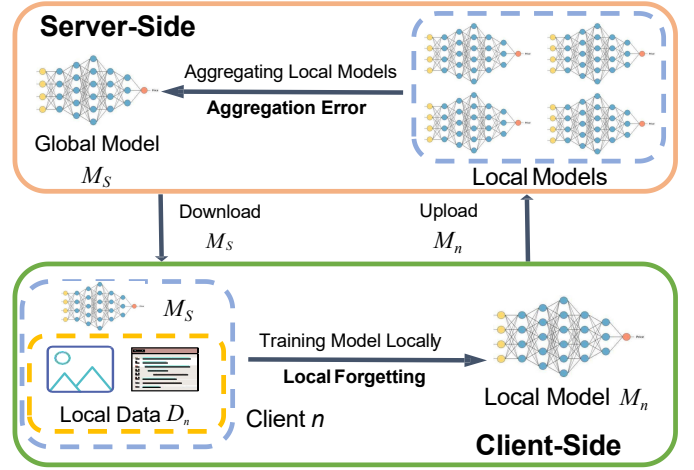 Server-Side
Aggregating Local Models
Aggregation Error
Global Model
M_S
Local Models
Download
M_S
Upload
M_n
M_S
Training Model Locally
Local Forgetting
Local Data D_n
Client n
Local Model M_n
Client-Side